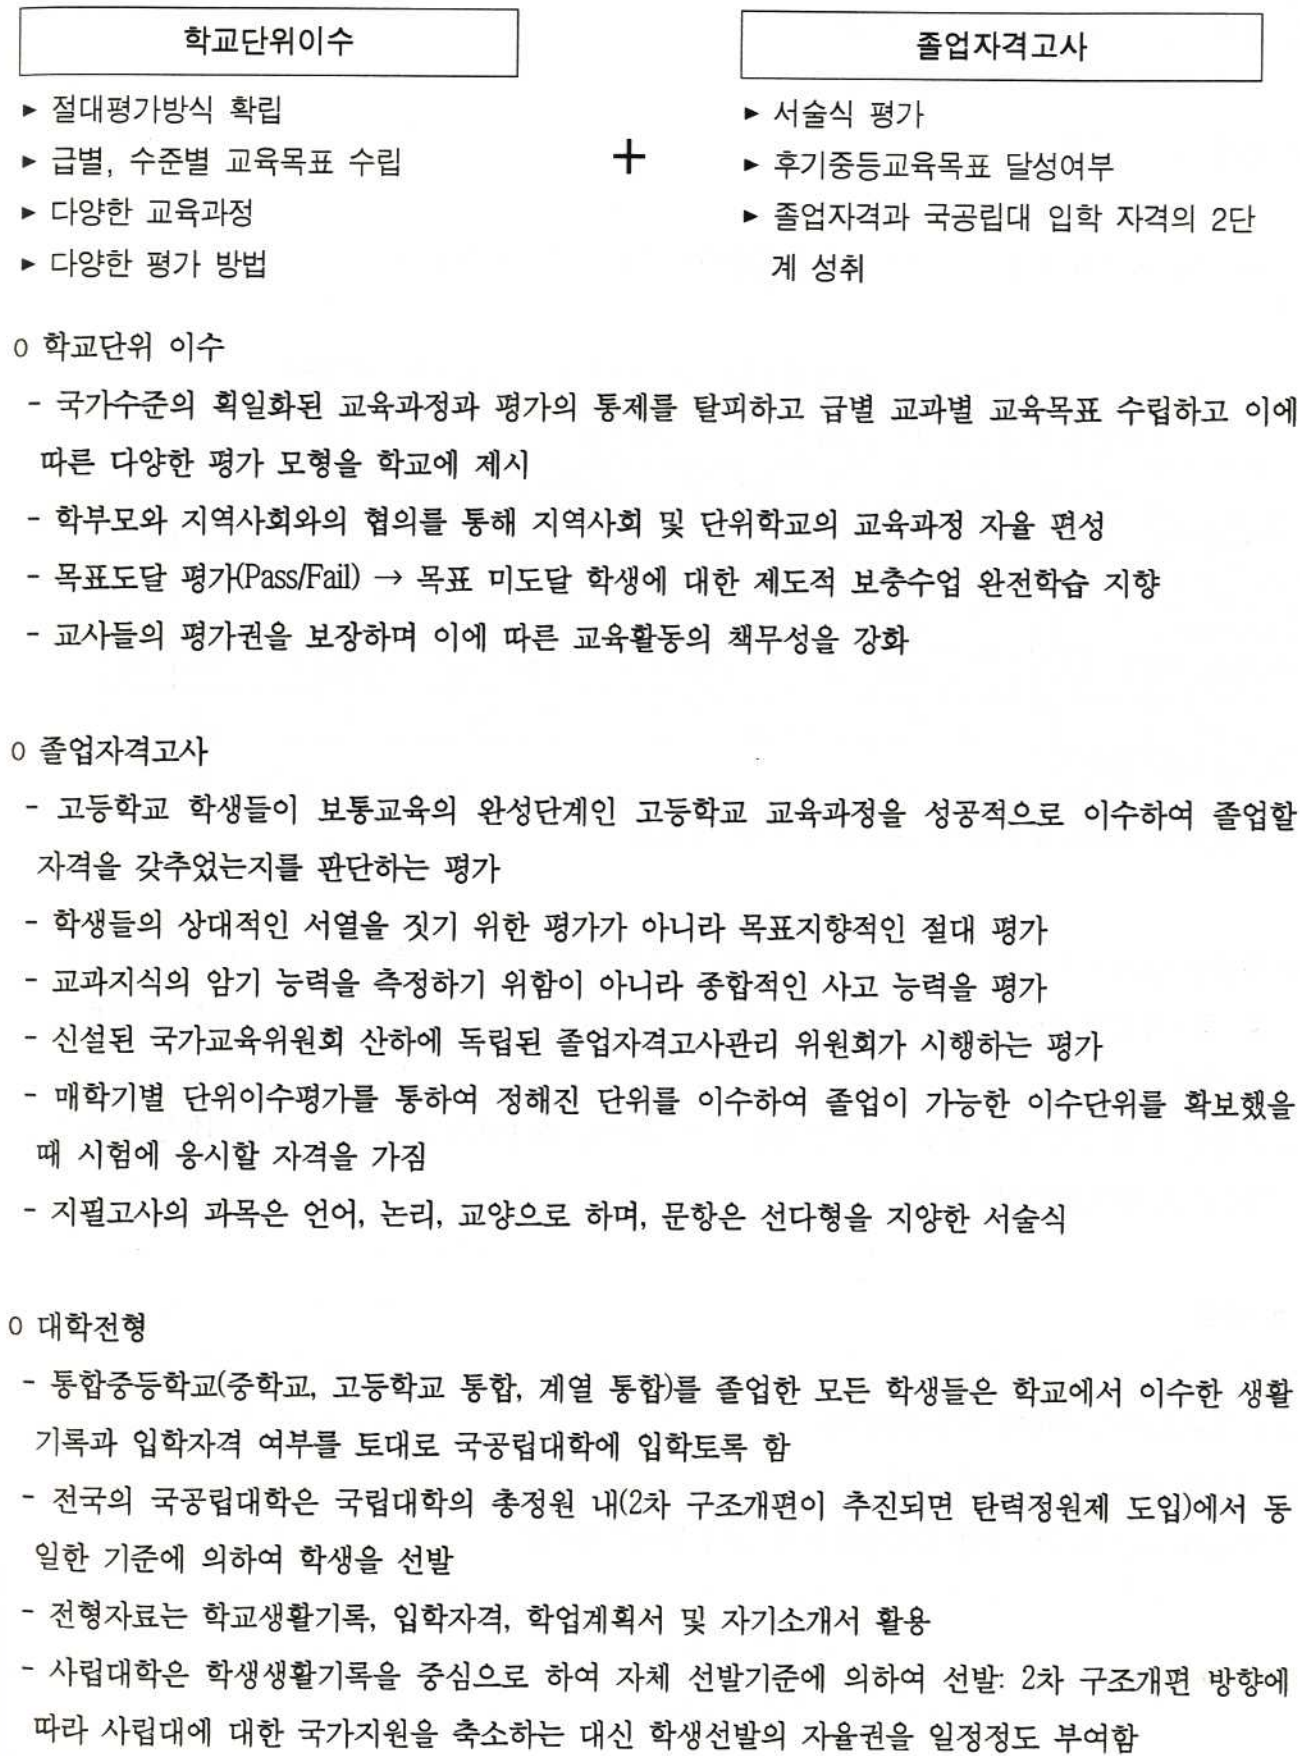 학교단위이수
▶ 절대평가방식 확립
▶ 급별, 수준별 교육목표 수립
▶ 다양한 교육과정
▶ 다양한 평가 방법
+
졸업자격고사
▶ 서술식 평가
▶ 후기중등교육목표 달성여부
▶ 졸업자격과 국공립대 입학 자격의 2단
계 성취
o 학교단위 이수
- 국가수준의 획일화된 교육과정과 평가의 통제를 탈피하고 급별 교과별 교육목표 수립하고 이에
따른 다양한 평가 모형을 학교에 제시
- 학부모와 지역사회와의 협의를 통해 지역사회 및 단위학교의 교육과정 자율 편성
- 목표도달 평가(Pass/Fail) → 목표 미도달 학생에 대한 제도적 보충수업 완전학습 지향
- 교사들의 평가권을 보장하며 이에 따른 교육활동의 책무성을 강화
o 졸업자격고사
- 고등학교 학생들이 보통교육의 완성단계인 고등학교 교육과정을 성공적으로 이수하여 졸업할
자격을 갖추었는지를 판단하는 평가
- 학생들의 상대적인 서열을 짓기 위한 평가가 아니라 목표지향적인 절대 평가
- 교과지식의 암기 능력을 측정하기 위함이 아니라 종합적인 사고 능력을 평가
- 신설된 국가교육위원회 산하에 독립된 졸업자격고사관리 위원회가 시행하는 평가
- 매학기별 단위이수평가를 통하여 정해진 단위를 이수하여 졸업이 가능한 이수단위를 확보했을
때 시험에 응시할 자격을 가짐
- 지필고사의 과목은 언어, 논리, 교양으로 하며, 문항은 선다형을 지양한 서술식
o 대학전형
- 통합중등학교(중학교, 고등학교 통합, 계열 통합)를 졸업한 모든 학생들은 학교에서 이수한 생활
기록과 입학자격 여부를 토대로 국공립대학에 입학토록 함
- 전국의 국공립대학은 국립대학의 총정원 내(2차 구조개편이 추진되면 탄력정원제 도입)에서 동
일한 기준에 의하여 학생을 선발
- 전형자료는 학교생활기록, 입학자격, 학업계획서 및 자기소개서 활용
- 사립대학은 학생생활기록을 중심으로 하여 자체 선발기준에 의하여 선발: 2차 구조개편 방향에
따라 사립대에 대한 국가지원을 축소하는 대신 학생선발의 자율권을 일정정도 부여함